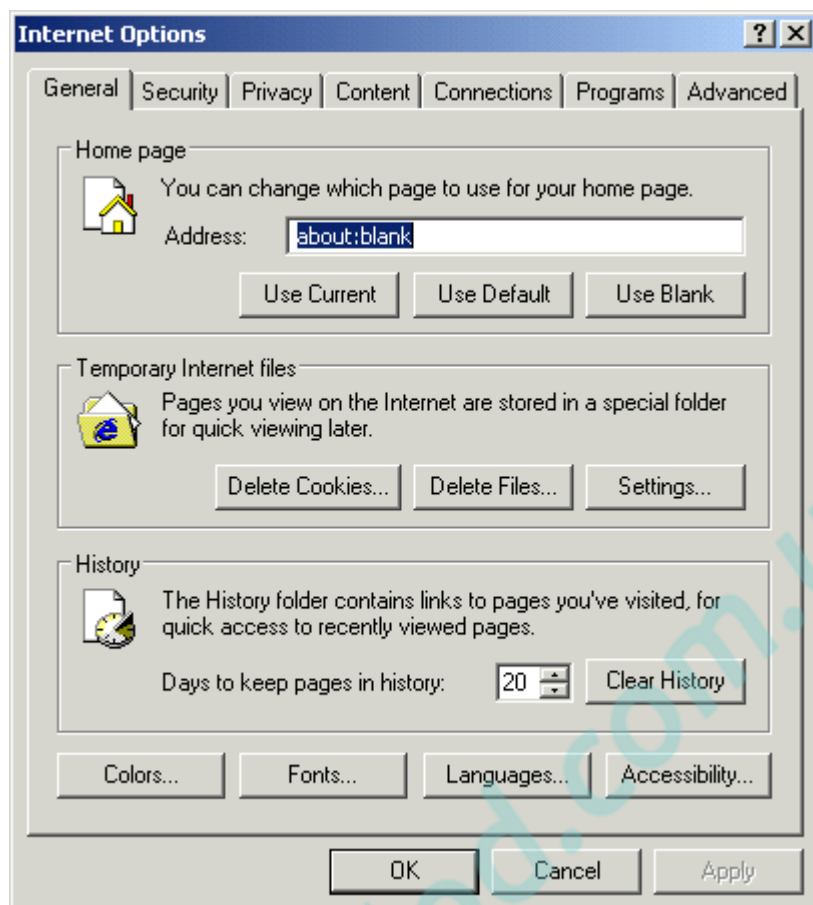 Internet Options
General Security Privacy Content Connections Programs Advanced
Home page
You can change which page to use for your home page.
Address: about:blank
Use Current Use Default Use Blank
Temporary Internet files
Pages you view on the Internet are stored in a special folder
for quick viewing later.
Delete Cookies... Delete Files... Settings...
History
The History folder contains links to pages you've visited, for
quick access to recently viewed pages.
Days to keep pages in history: 20 Clear History
Colors... Fonts... Languages... Accessibility...
OK Cancel Apply